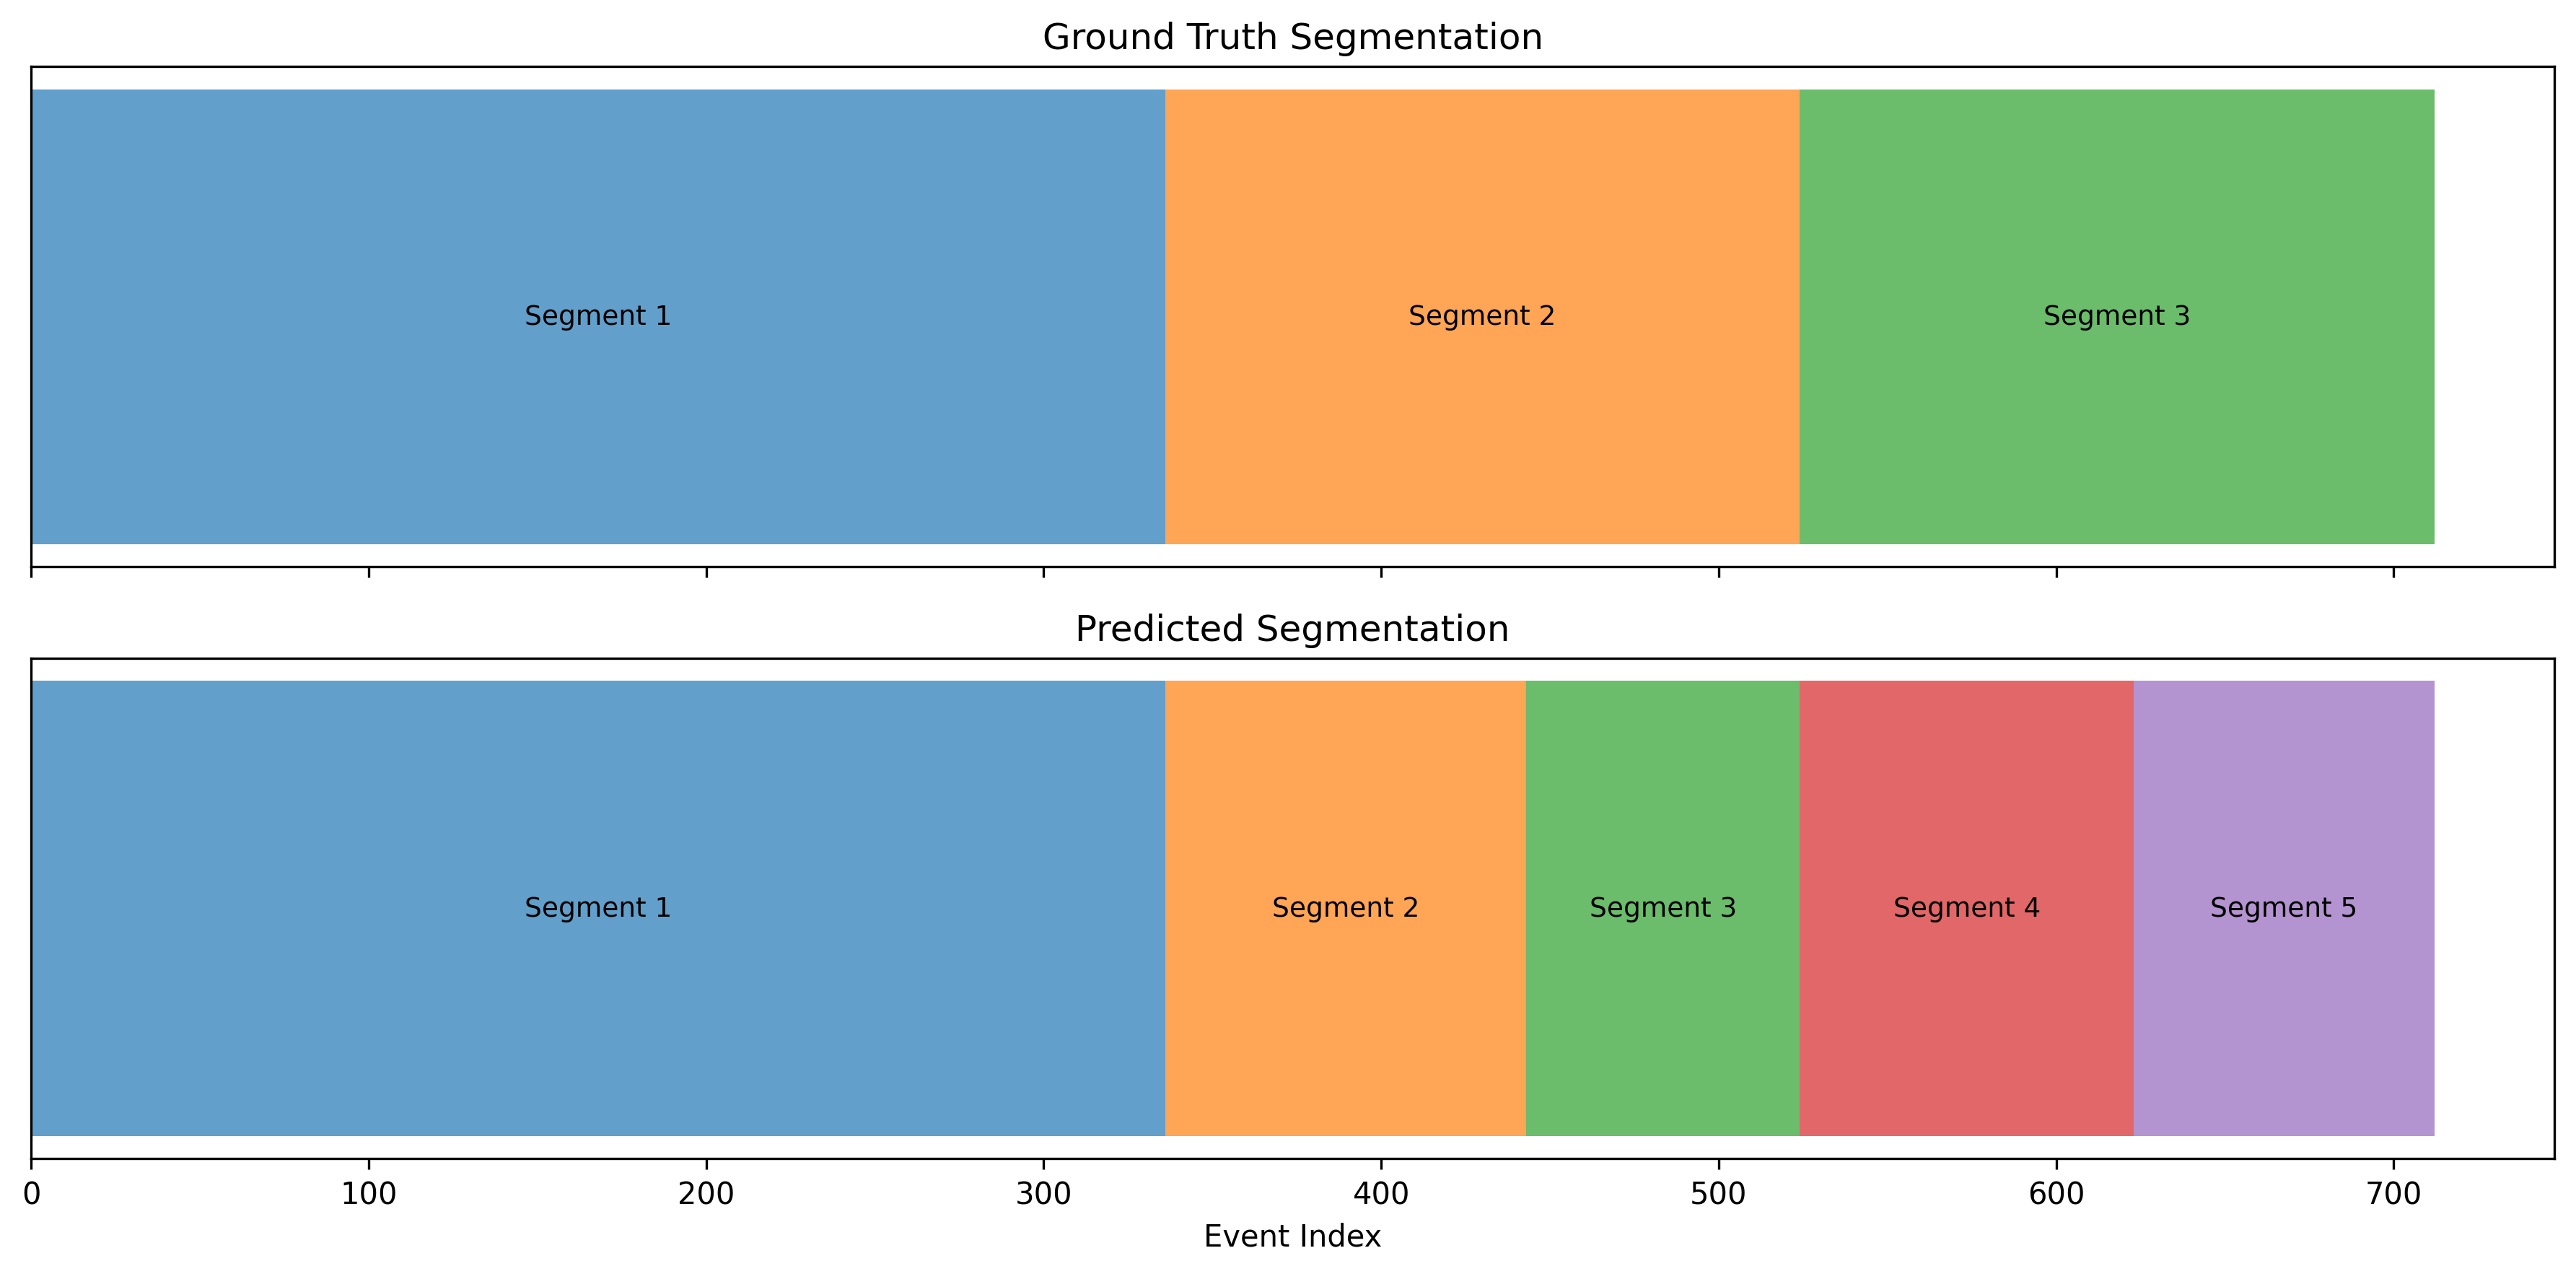 Ground Truth Segmentation
Segment 1 Segment 2 Segment 3
Predicted Segmentation
Segment 1 Segment 2 Segment 3 Segment 4 Segment 5
0 100 200 300 400 500 600 700
Event Index